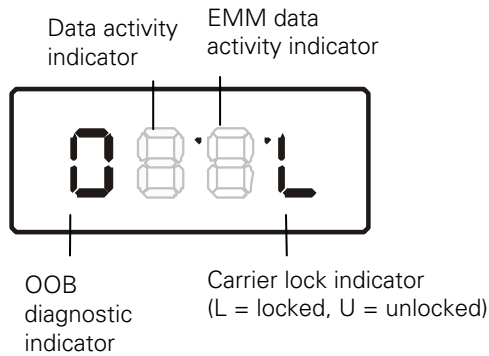 Data activity
indicator
EMM data
activity indicator
0 L
OOB
diagnostic
indicator
Carrier lock indicator
(L = locked, U = unlocked)